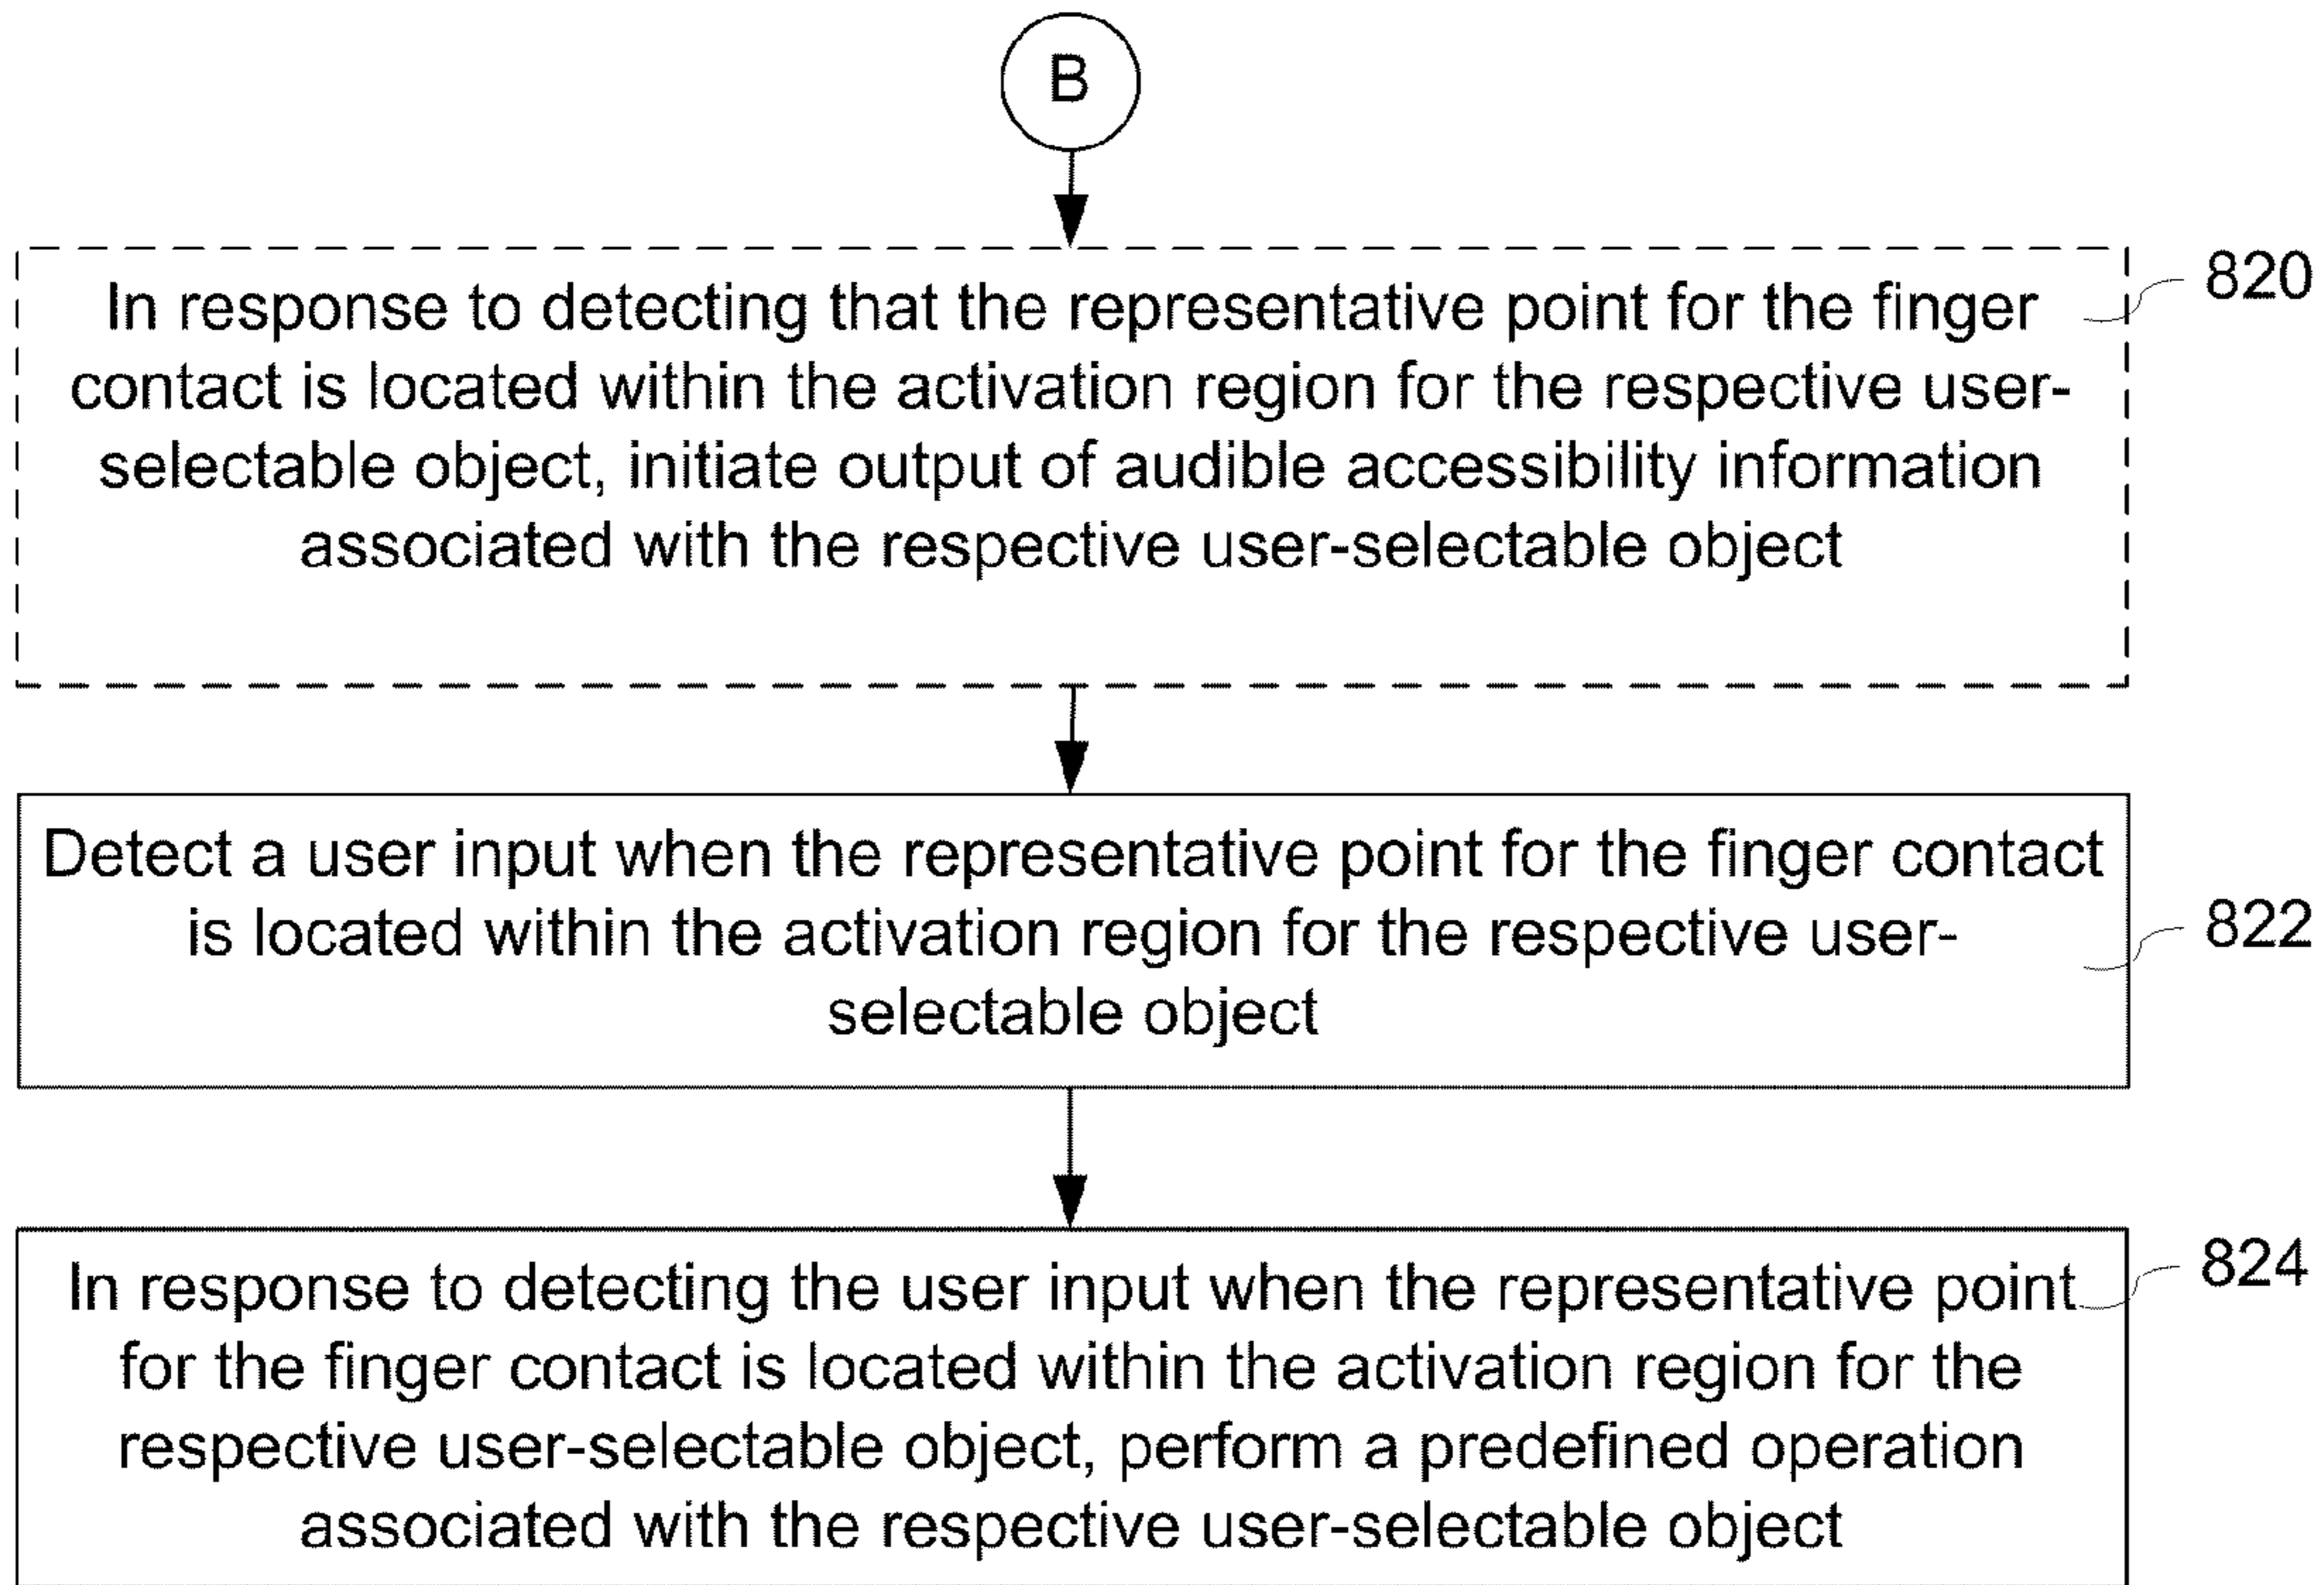 B
In response to detecting that the representative point for the finger
contact is located within the activation region for the respective user-
selectable object, initiate output of audible accessibility information
associated with the respective user-selectable object
820
Detect a user input when the representative point for the finger contact
is located within the activation region for the respective user-
selectable object
822
In response to detecting the user input when the representative point
for the finger contact is located within the activation region for the
respective user-selectable object, perform a predefined operation
associated with the respective user-selectable object
824